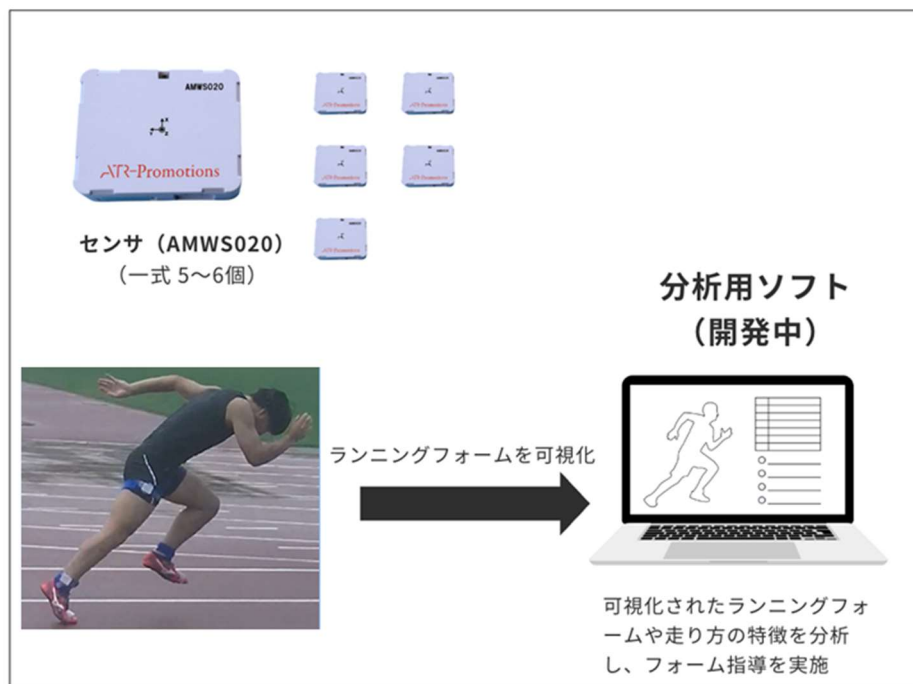 AMWS020
ATR-Promotions
センサ（AMWS020）
（一式 5～6個）
分析用ソフト
（開発中）
ランニングフォームを可視化
可視化されたランニングフォ
ームや走り方の特徴を分析
し、フォーム指導を実施